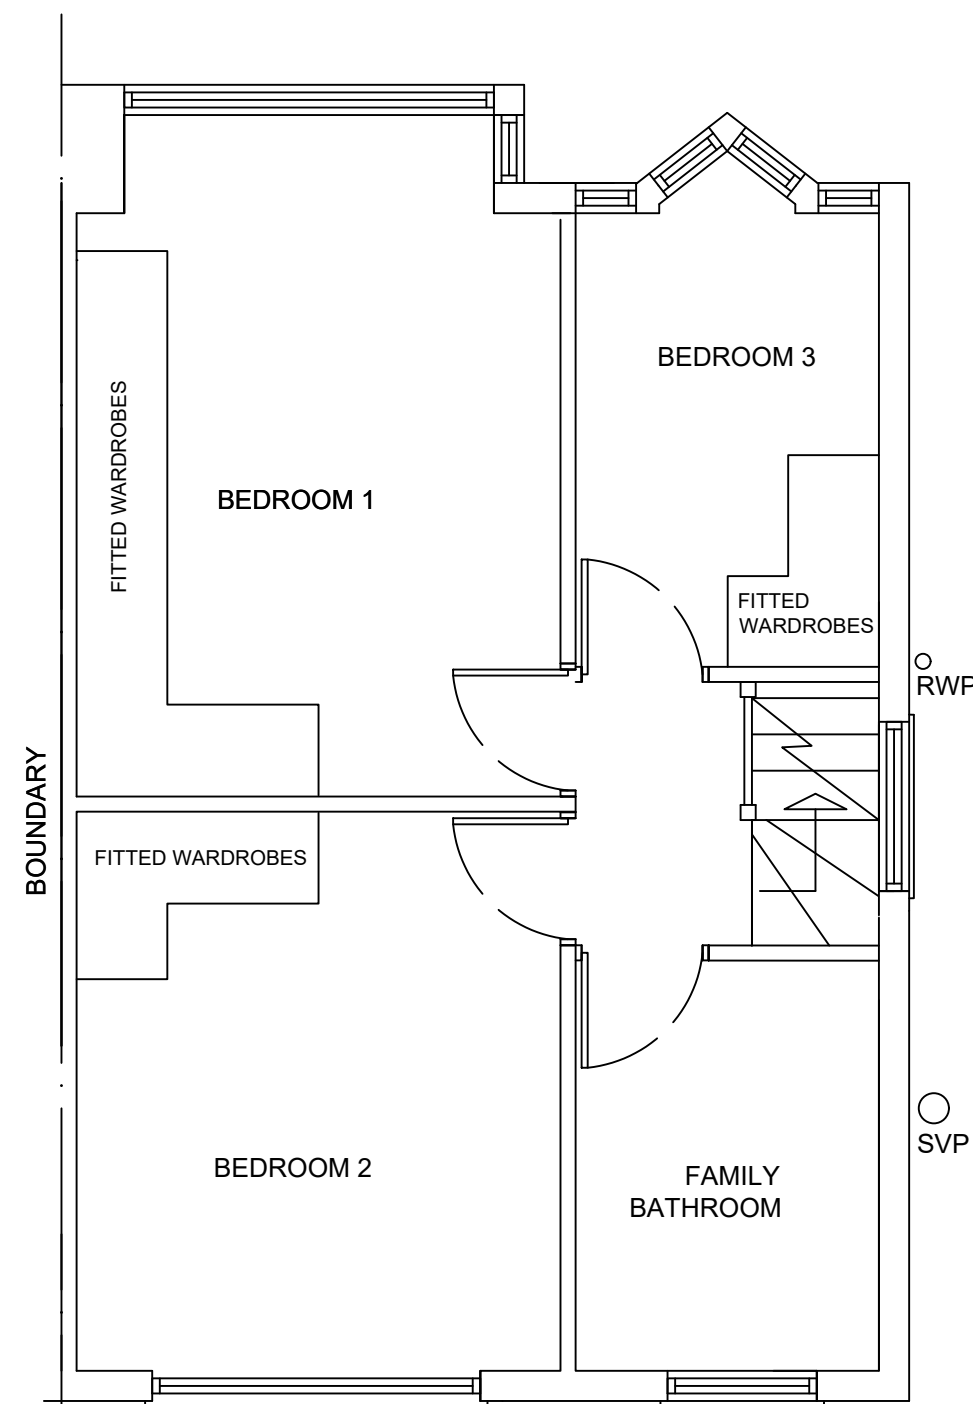 BEDROOM 3
FITTED WARDROBES
BEDROOM 1
FITTED
WARDROBES
RWP
BOUNDARY
FITTED WARDROBES
SVP
BEDROOM 2
FAMILY
BATHROOM